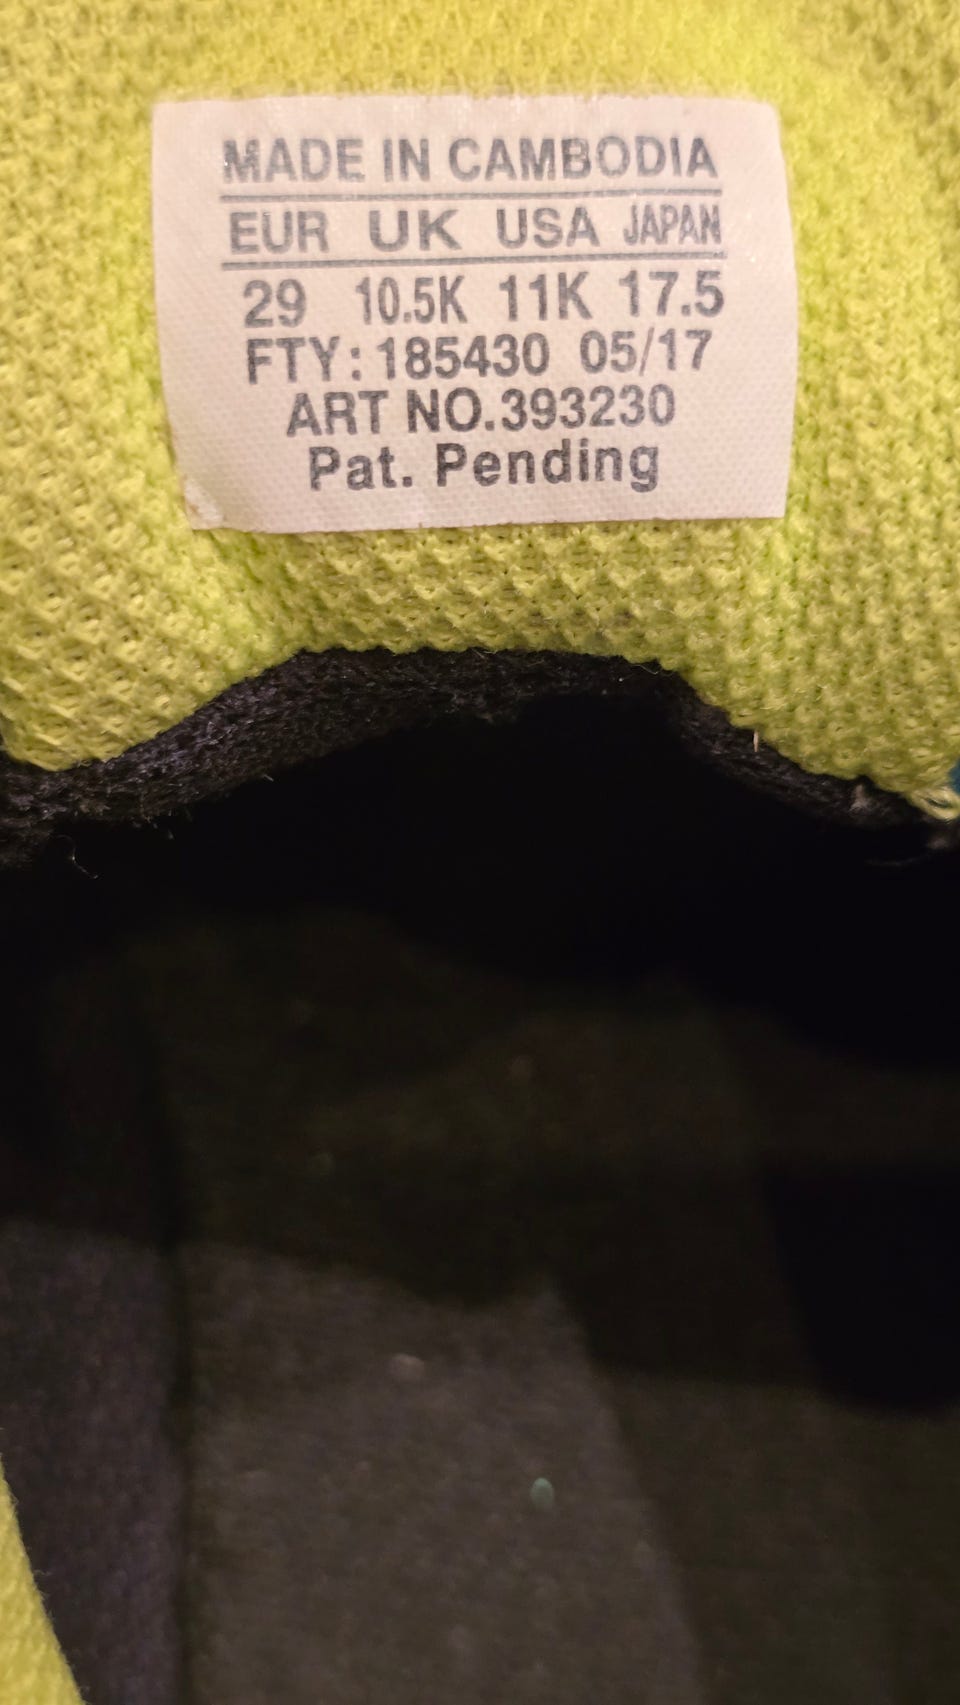 MADE IN CAMBODIA
EUR UK USA JAPAN
29 10.5K 11K 17.5
FTY: 185430 05/17
ART NO.393230
Pat. Pending